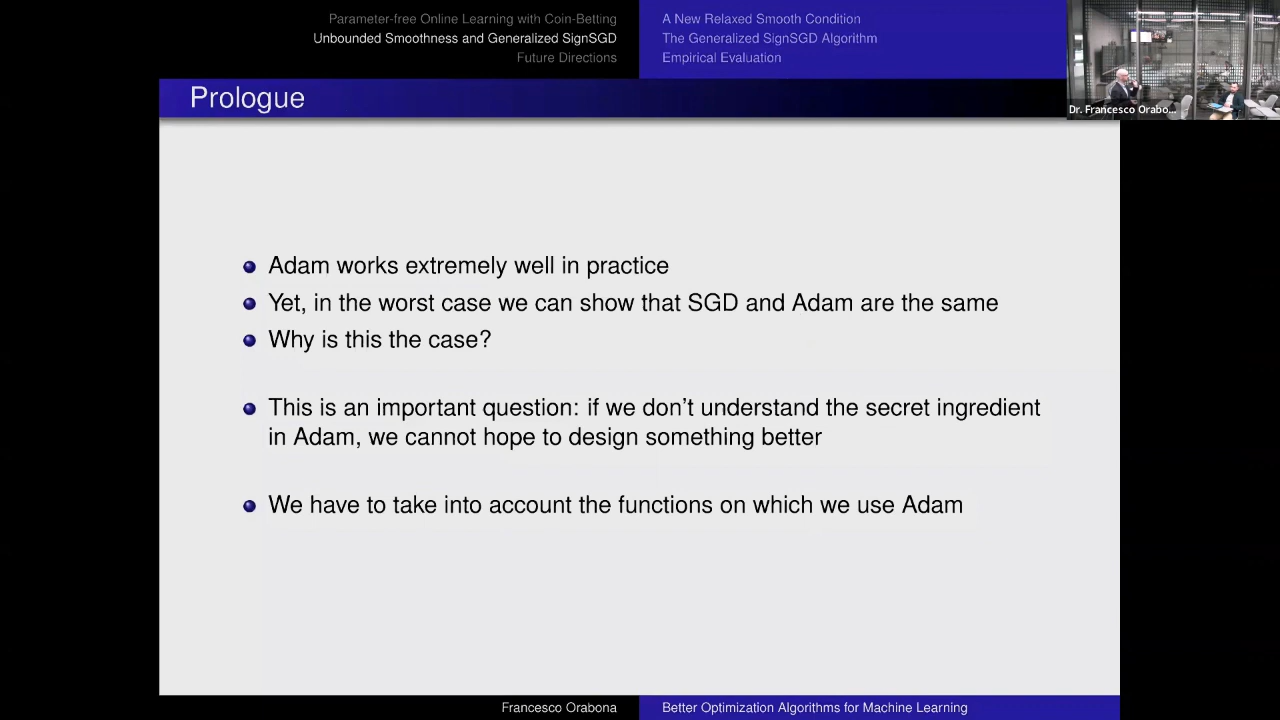 Parameter-free Online Learning with Coin-Betting
Unbounded Smoothness and Generalized SignSGD
Future Directions
A New Relaxed Smooth Condition
The Generalized SignSGD Algorithm
Empirical Evaluation
Dr. Francesco Orabo...
Prologue
Adam works extremely well in practice
Yet, in the worst case we can show that SGD and Adam are the same
Why is this the case?
This is an important question: if we don't understand the secret ingredient
in Adam, we cannot hope to design something better
We have to take into account the functions on which we use Adam
Francesco Orabona
Better Optimization Algorithms for Machine Learning